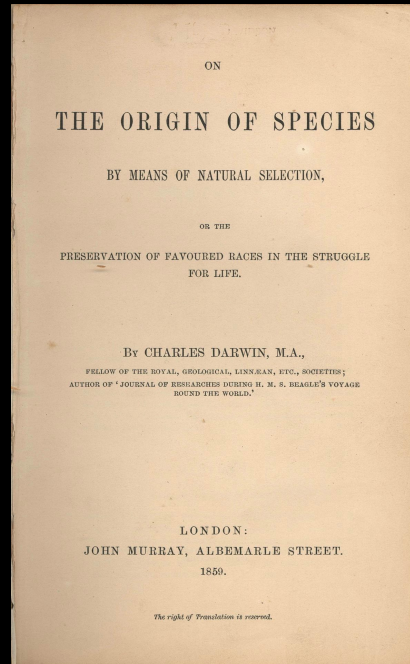 ON
THE ORIGIN OF SPECIES
BY MEANS OF NATURAL SELECTION,
OR THE
PRESERVATION OF FAVOURED RACES IN THE STRUGGLE
FOR LIFE.
BY CHARLES DARWIN, M.A.,
FELLOW OF THE ROYAL, GEOLOGICAL, LINNÆAN, ETC., SOCIETIES;
AUTHOR OF 'JOURNAL OF RESEARCHES DURING H. M. S. BEAGLE'S VOYAGE
ROUND THE WORLD.'
LONDON:
JOHN MURRAY, ALBEMARLE STREET.
1859.
The right of Translation is reserved.